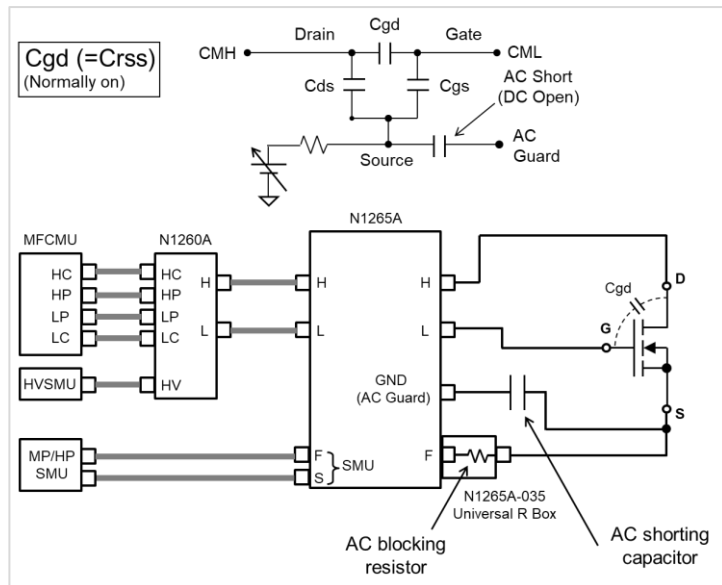 Cgd (=Crss)
(Normally on)
Drain
Cgd
Gate
CMH
CML
Cds
Cgs
AC Short
(DC Open)
Source
AC
Guard
MFCMU
N1260A
N1265A
HC
HP
LP
LC
HC
HP
LP
LC
H
L
H
L
H
L
Cgd
D
G
S
HVSMU
HV
GND
(AC Guard)
MP/HP
SMU
F
S
SMU
F
N1265A-035
Universal R Box
AC blocking
resistor
AC shorting
capacitor